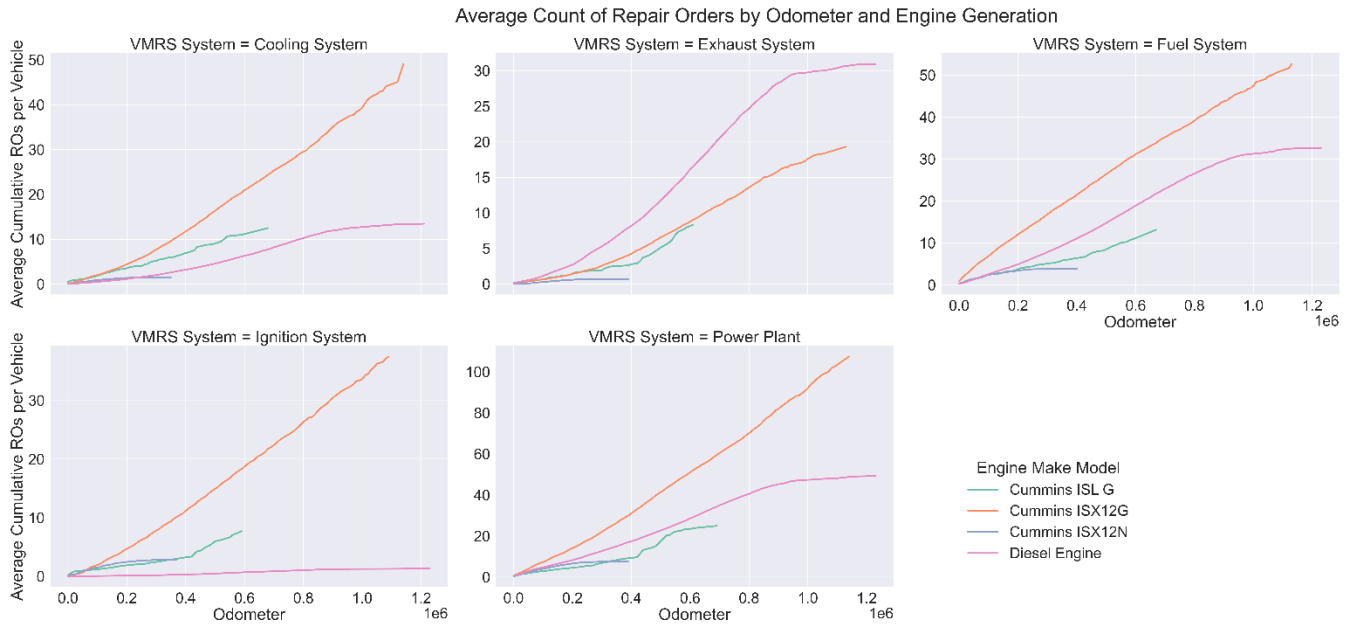 Average Count of Repair Orders by Odometer and Engine Generation
VMRS System = Cooling System
Average Cumulative ROs per Vehicle
50
40
30
20
10
0
VMRS System = Exhaust System
30
25
20
15
10
5
0
VMRS System = Fuel System
50
40
30
20
10
0
0.0 0.2 0.4 0.6 0.8 1.0 1.2
Odometer
1e6
VMRS System = Ignition System
Average Cumulative ROs per Vehicle
30
20
10
0
0.0 0.2 0.4 0.6 0.8 1.0 1.2
Odometer
1e6
VMRS System = Power Plant
100
80
60
40
20
0
0.0 0.2 0.4 0.6 0.8 1.0 1.2
Odometer
1e6
Engine Make Model
Cummins ISL G
Cummins ISX12G
Cummins ISX12N
Diesel Engine